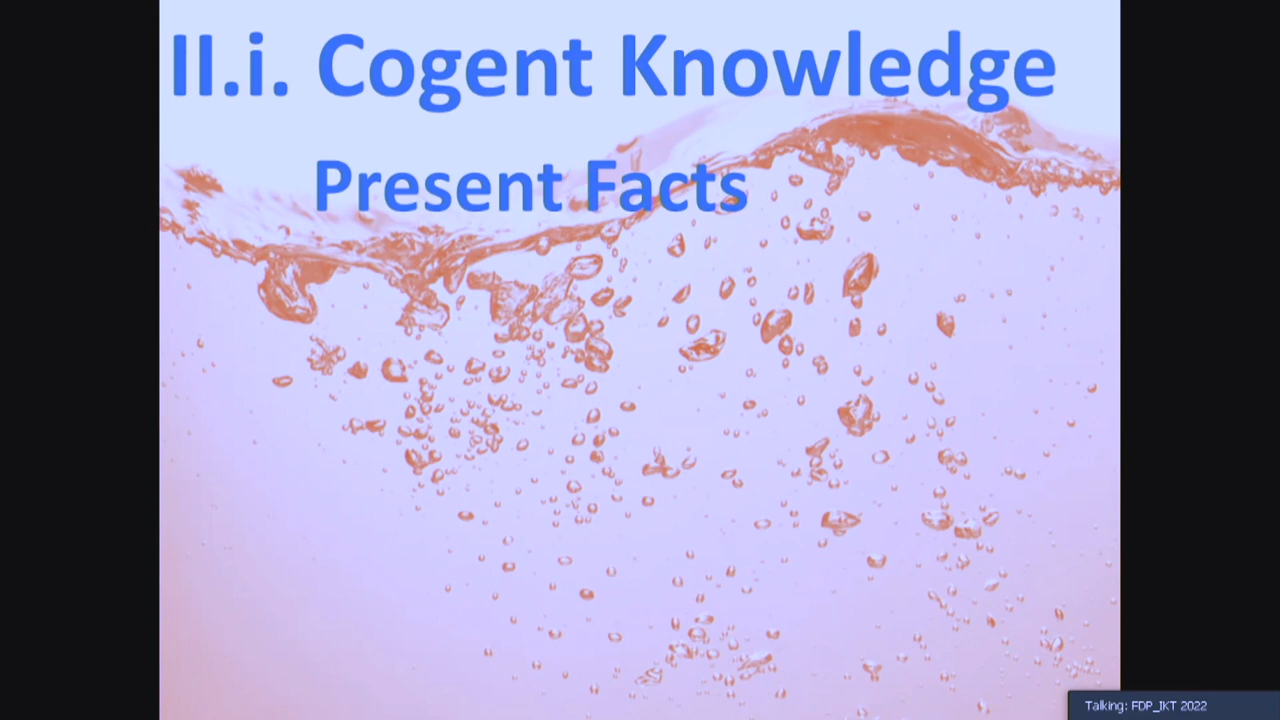 II.i. Cogent Knowledge
Present Facts
Talking: FDP_IKT 2022